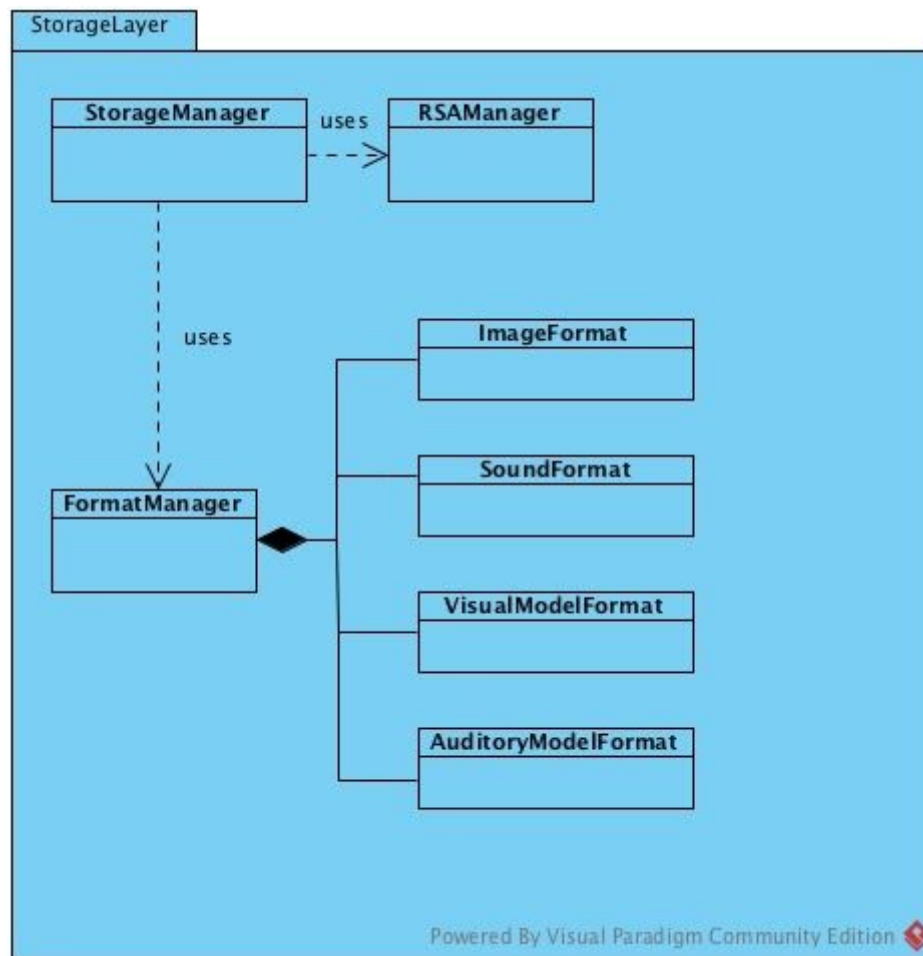 StorageLayer
StorageManager
uses
RSAManager
uses
ImageFormat
SoundFormat
FormatManager
VisualModelFormat
AuditoryModelFormat
Powered By Visual Paradigm Community Edition